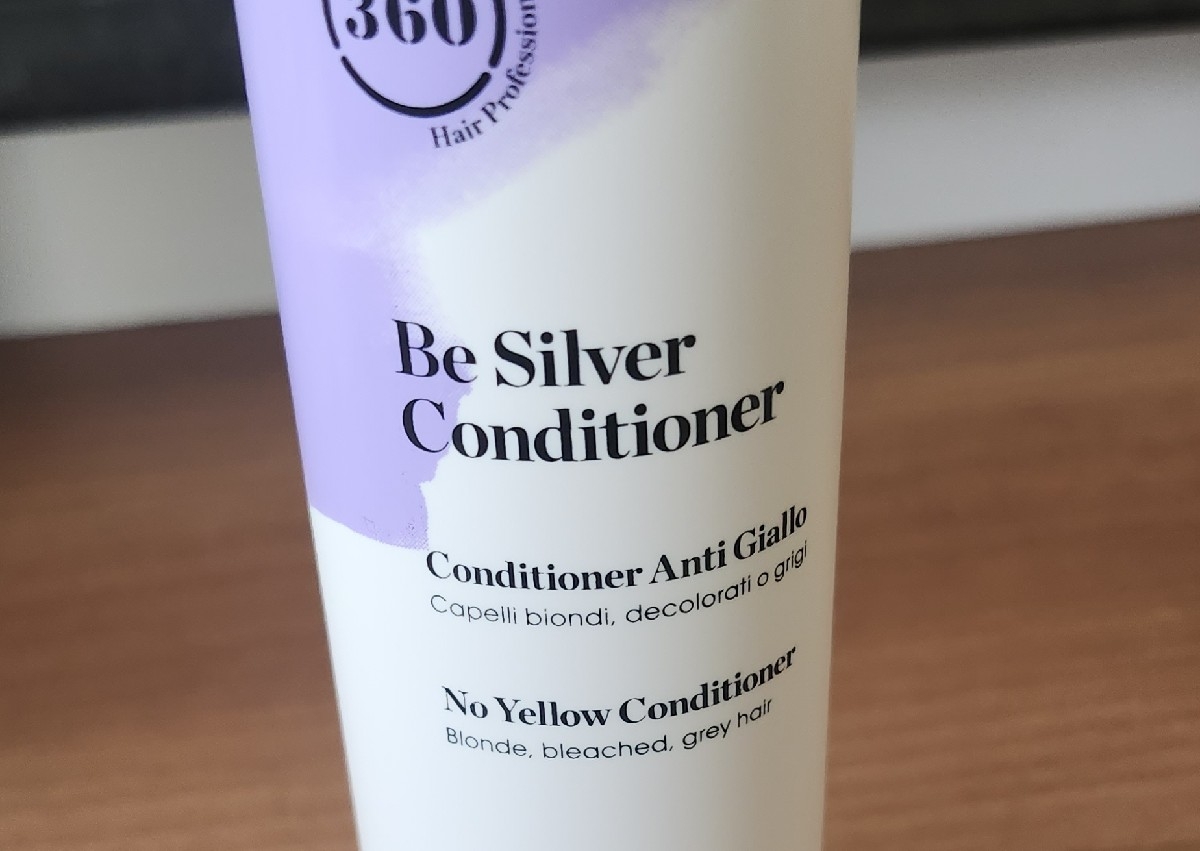 360
Hair Profession
Be Silver
Conditioner
Conditioner Anti Giallo
Capelli biondi, decolorati o grigi
No Yellow Conditioner
Blonde, bleached, grey hair